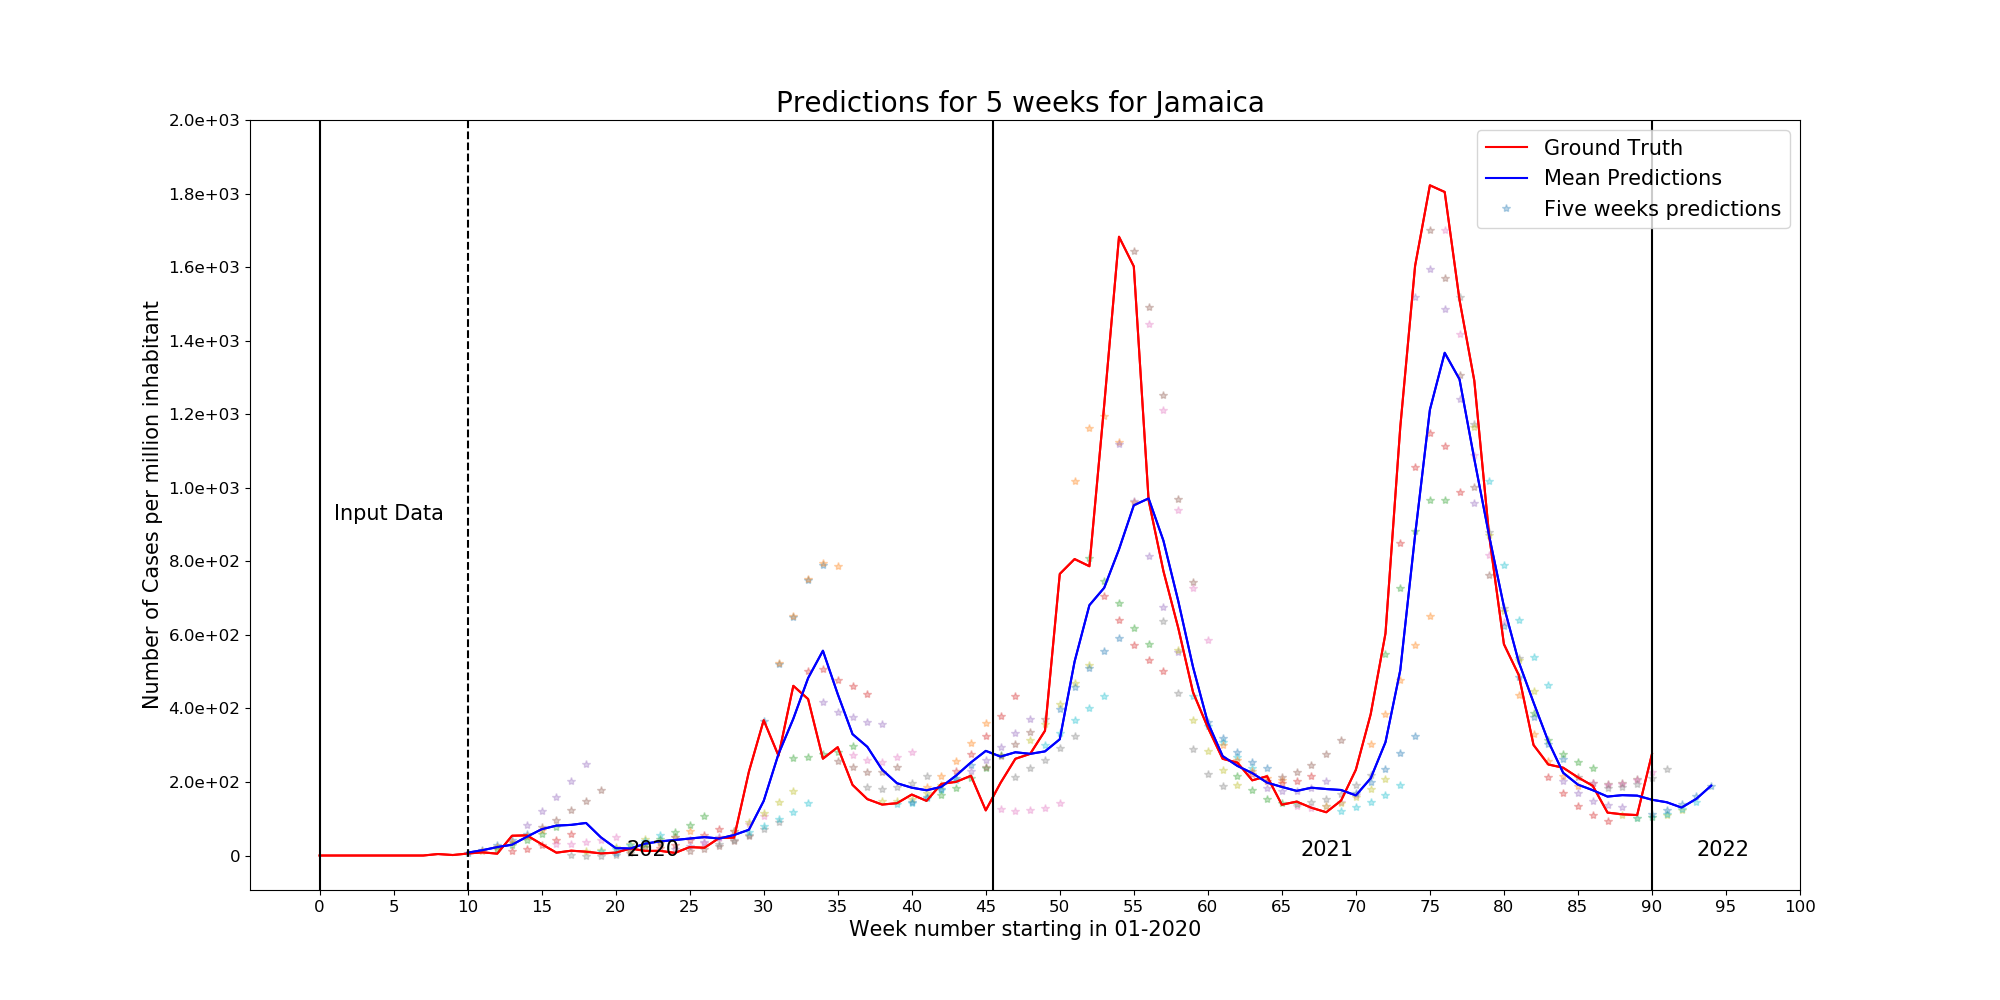 Predictions for 5 weeks for Jamaica
2.0e+03
1.8e+03
1.6e+03
1.4e+03
1.2e+03
1.0e+03
8.0e+02
6.0e+02
4.0e+02
2.0e+02
0
Number of Cases per million inhabitant
Ground Truth
Mean Predictions
Five weeks predictions
Input Data
2020
2021
2022
0 5 10 15 20 25 30 35 40 45 50 55 60 65 70 75 80 85 90 95 100
Week number starting in 01-2020